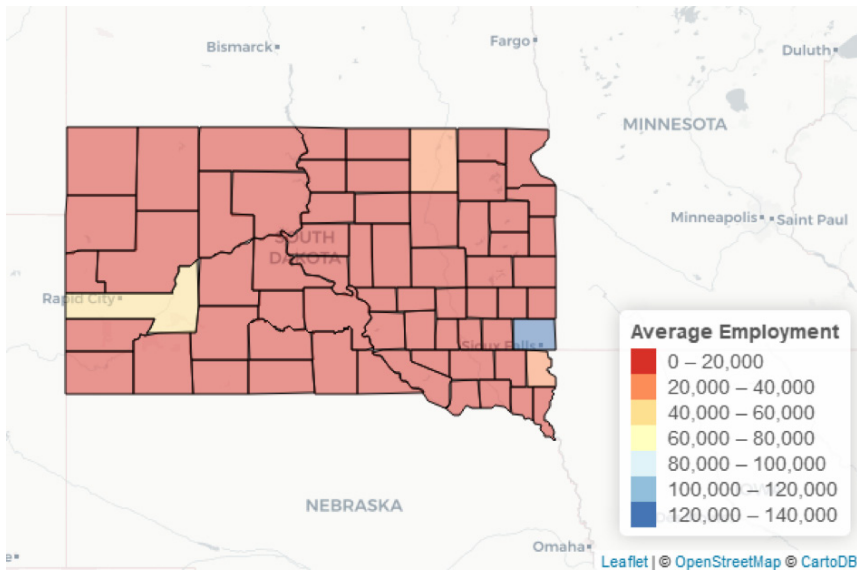 Bismarck
Fargo
Duluth
MINNESOTA
Minneapolis
Saint Paul
SOUTH
DAKOTA
Rapid City
Sioux Falls
NEBRASKA
Omaha
Average Employment
0 – 20,000
20,000 – 40,000
40,000 – 60,000
60,000 – 80,000
80,000 – 100,000
100,000 – 120,000
120,000 – 140,000
Leaflet | © OpenStreetMap © CartoDB